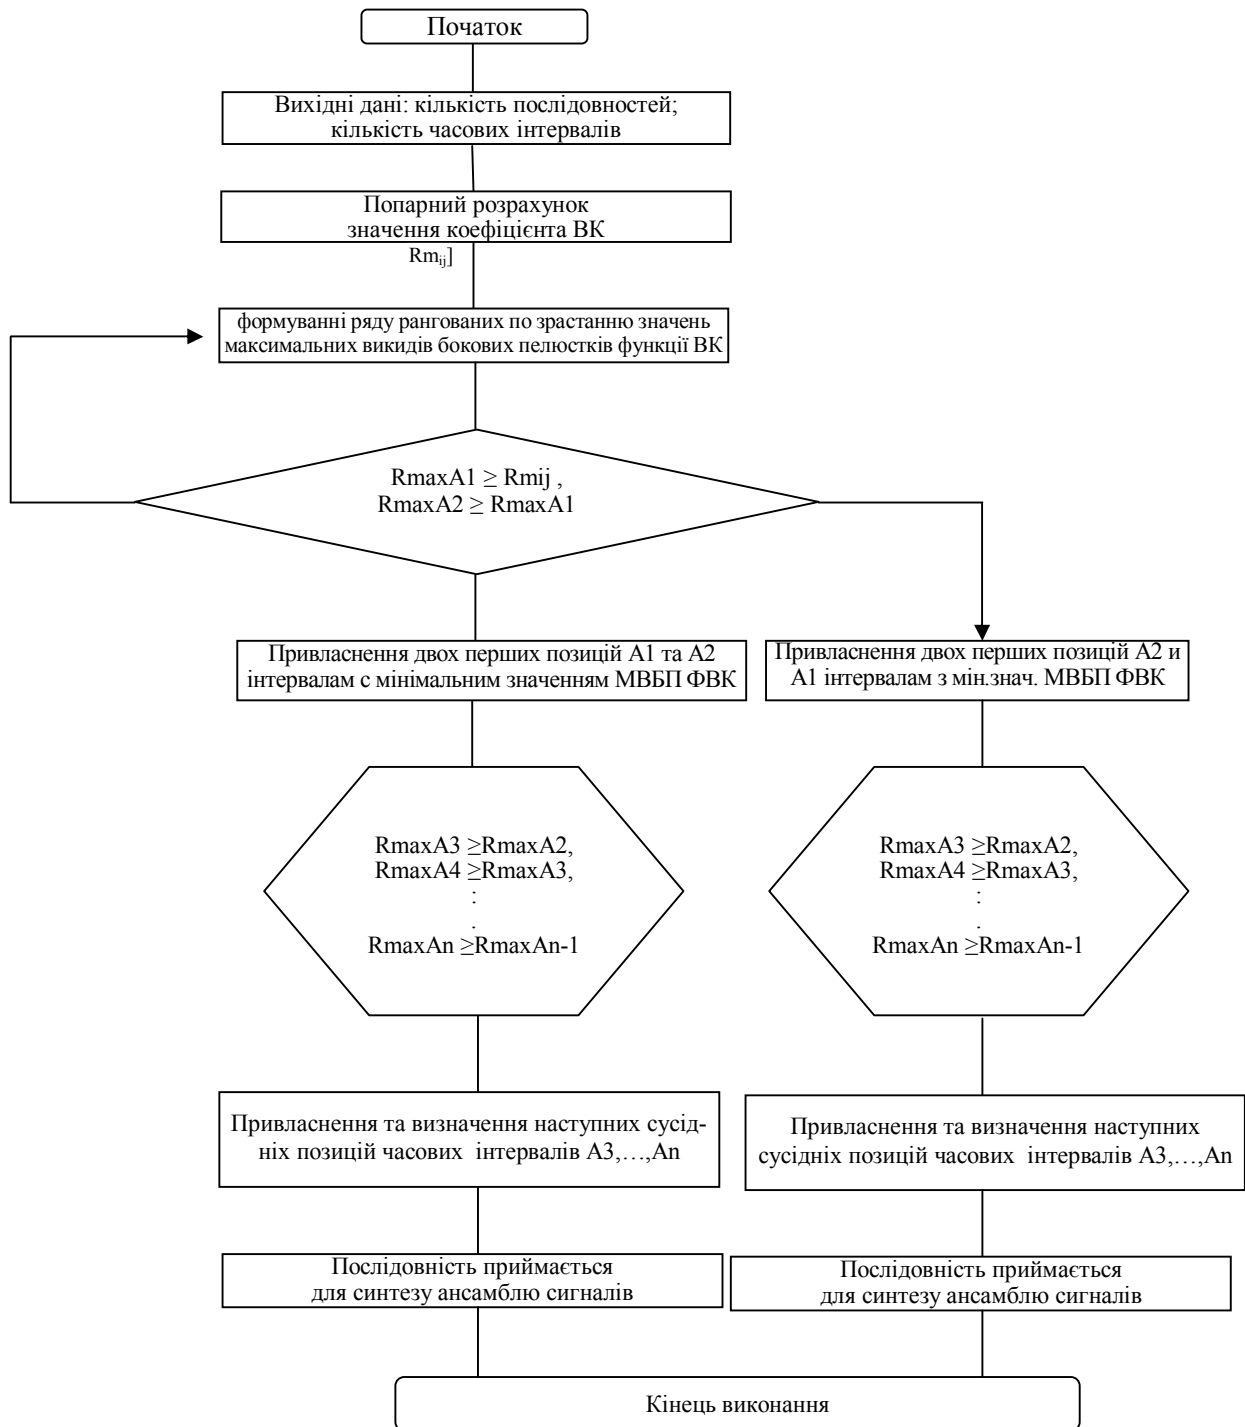 Початок
Вихідні дані: кількість послідовностей;
кількість часових інтервалів
Попарний розрахунок
значення коефіцієнта ВК
Rmij]
формуванні ряду рангованих по зрастанню значень
максимальних викидів бокових пелюстків функції ВК
RmaxA1 ≥ Rmij ,
RmaxA2 ≥ RmaxA1
Привласнення двох перших позицій А1 та А2
інтервалам с мінімальним значенням МВБП ФВК
Привласнення двох перших позицій А2 и
А1 інтервалам з мін.знач. МВБП ФВК
RmaxA3 ≥RmaxA2,
RmaxA4 ≥RmaxA3,
:
.
RmaxAn ≥RmaxAn-1
RmaxA3 ≥RmaxA2,
RmaxA4 ≥RmaxA3,
:
.
RmaxAn ≥RmaxAn-1
Привласнення та визначення наступних сусід-
ніх позицій часових інтервалів А3,…,Аn
Привласнення та визначення наступних
сусідніх позицій часових інтервалів А3,…,Аn
Послідовність приймається
для синтезу ансамблю сигналів
Послідовність приймається
для синтезу ансамблю сигналів
Кінець виконання